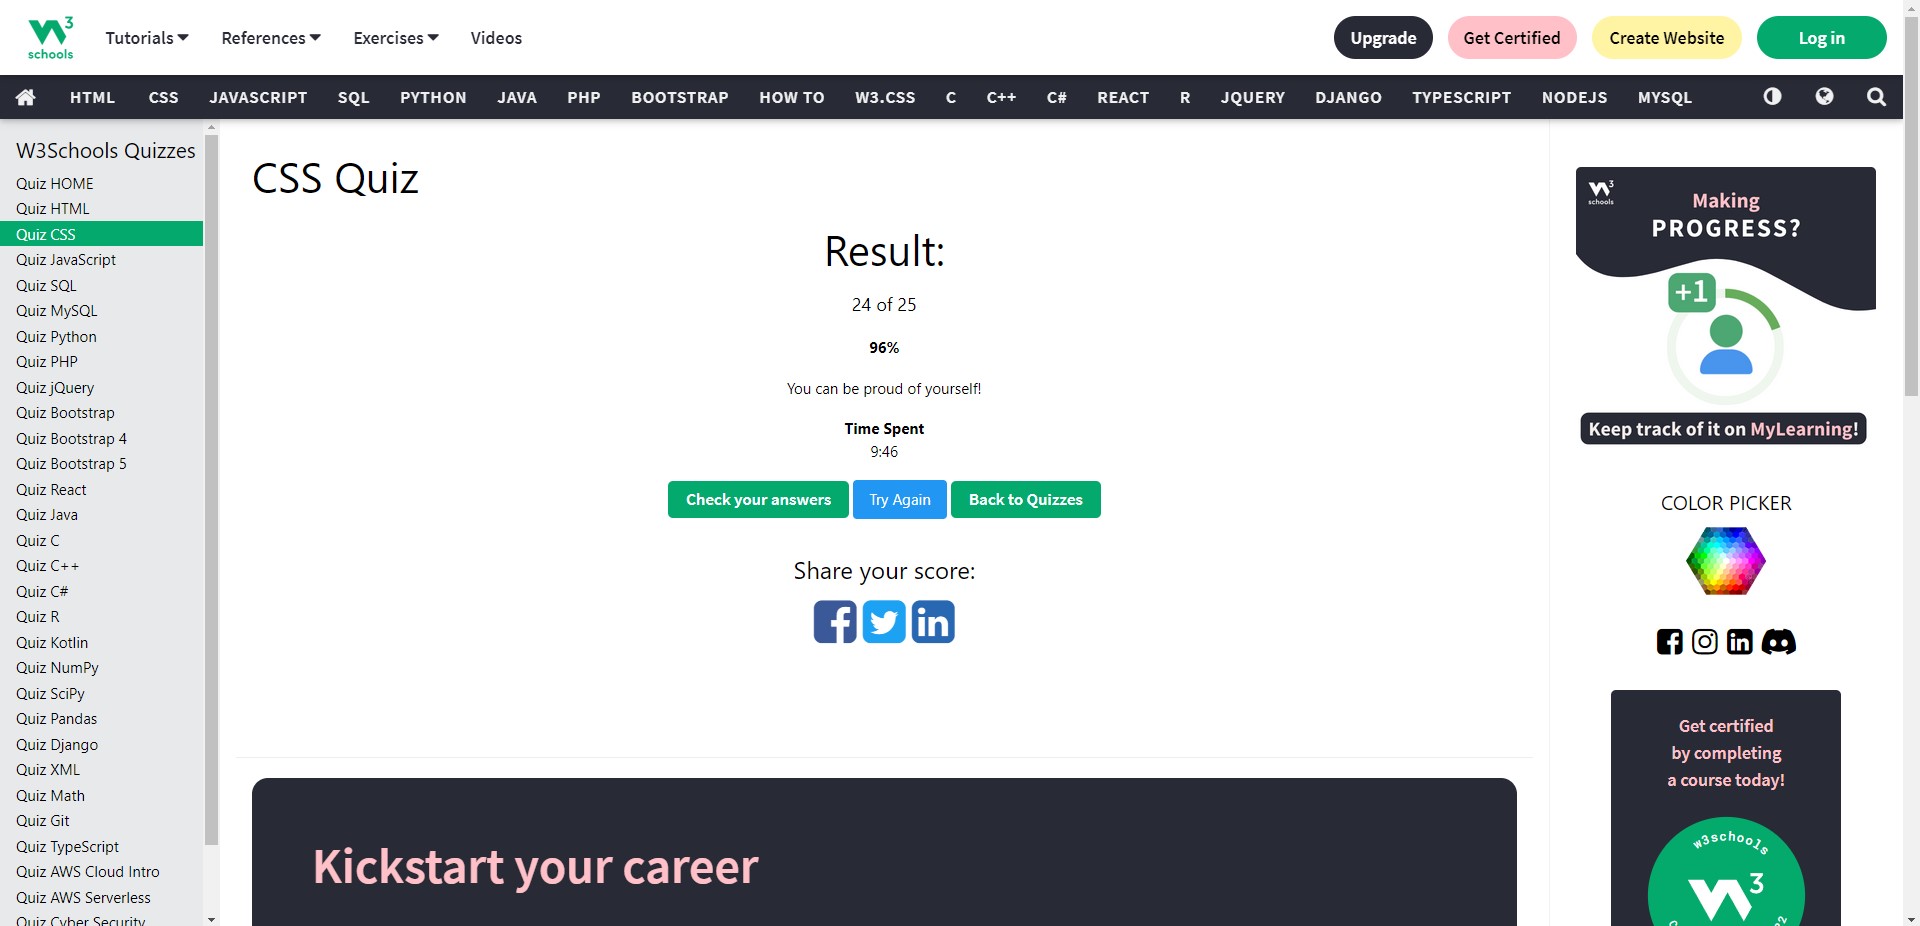 W3 schools
Tutorials
References
Exercises
Videos
Upgrade
Get Certified
Create Website
Log in
HTML
CSS
JAVASCRIPT
SQL
PYTHON
JAVA
PHP
BOOTSTRAP
HOW TO
W3.CSS
C
C++
C#
REACT
R
JQUERY
DJANGO
TYPESCRIPT
NODEJS
MYSQL
W3Schools Quizzes
Quiz HOME
Quiz HTML
Quiz CSS
Quiz JavaScript
Quiz SQL
Quiz MySQL
Quiz Python
Quiz PHP
Quiz jQuery
Quiz Bootstrap
Quiz Bootstrap 4
Quiz Bootstrap 5
Quiz React
Quiz Java
Quiz C
Quiz C++
Quiz C#
Quiz R
Quiz Kotlin
Quiz NumPy
Quiz SciPy
Quiz Pandas
Quiz Django
Quiz XML
Quiz Math
Quiz Git
Quiz TypeScript
Quiz AWS Cloud Intro
Quiz AWS Serverless
Quiz Cyber Security
CSS Quiz
Result:
24 of 25
96%
You can be proud of yourself!
Time Spent
9:46
Check your answers
Try Again
Back to Quizzes
Share your score:
Kickstart your career
W3 schools
Making
PROGRESS?
+1
Keep track of it on MyLearning!
COLOR PICKER
Get certified
by completing
a course today!
w3schools
W3